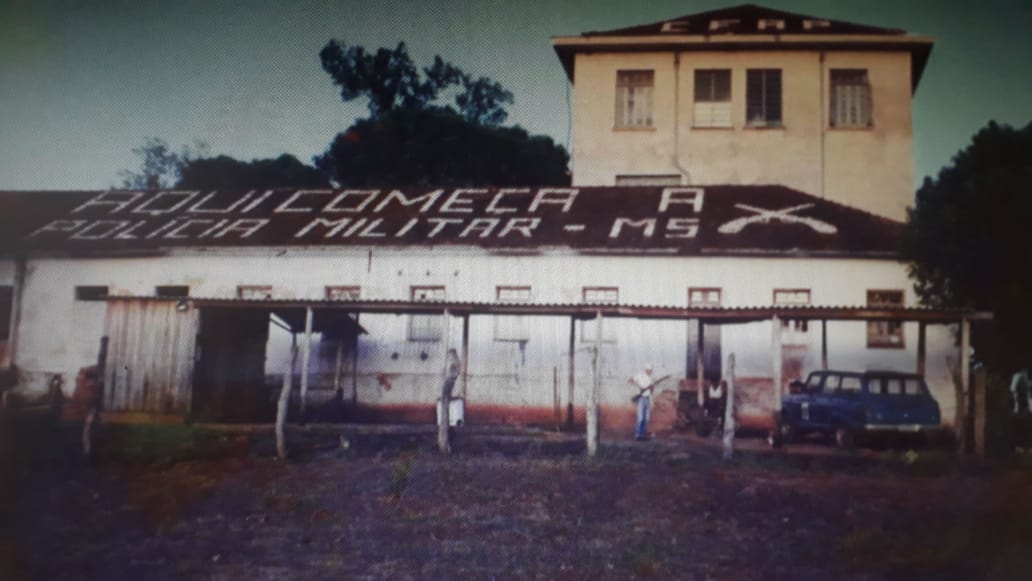 CFAP
AQUI COMEÇA A
POLÍCIA MILITAR - MS